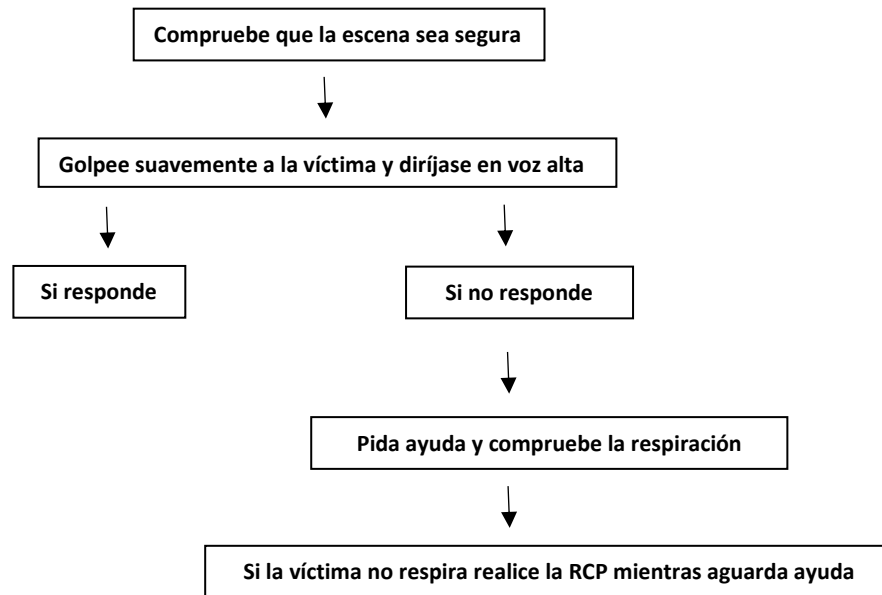 Compruebe que la escena sea segura
Golpee suavemente a la víctima y diríjase en voz alta
Si responde
Si no responde
Pida ayuda y compruebe la respiración
Si la víctima no respira realice la RCP mientras aguarda ayuda